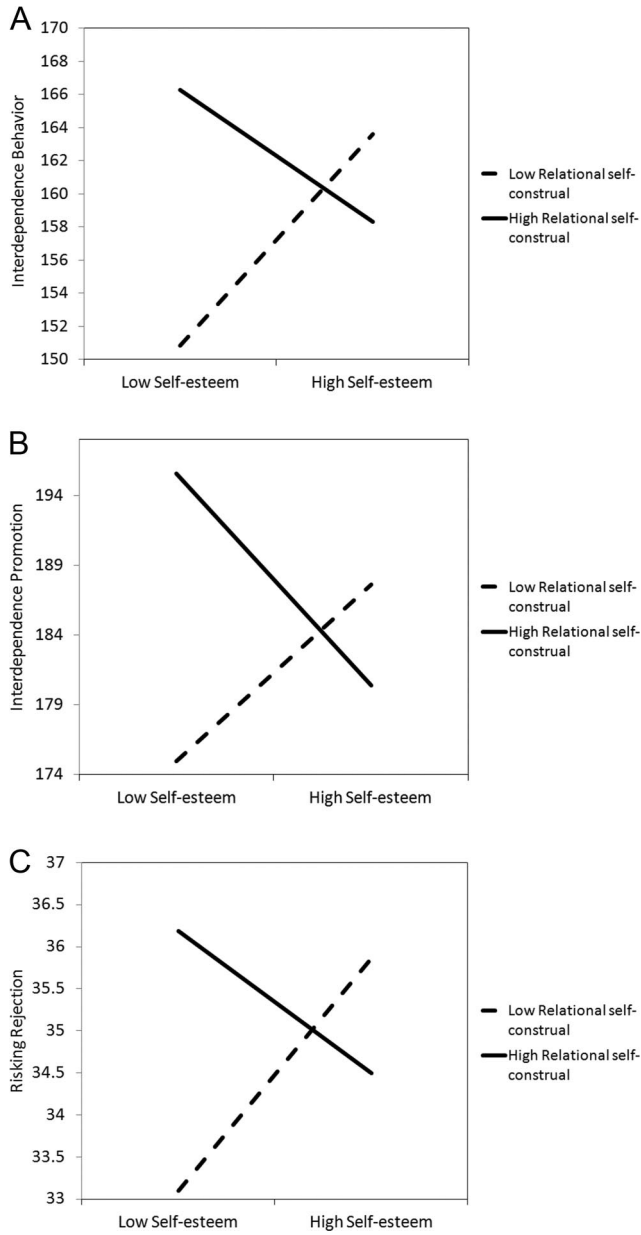 A
170
168
166
164
162
160
158
156
154
152
150
Interdependence Behavior
Low Self-esteem High Self-esteem
Low Relational self-
construal
High Relational self-
construal
B
194
189
184
179
174
Interdependence Promotion
Low Self-esteem High Self-esteem
Low Relational self-
construal
High Relational self-
construal
C
37
36.5
36
35.5
35
34.5
34
33.5
33
Risking Rejection
Low Self-esteem High Self-esteem
Low Relational self-
construal
High Relational self-
construal